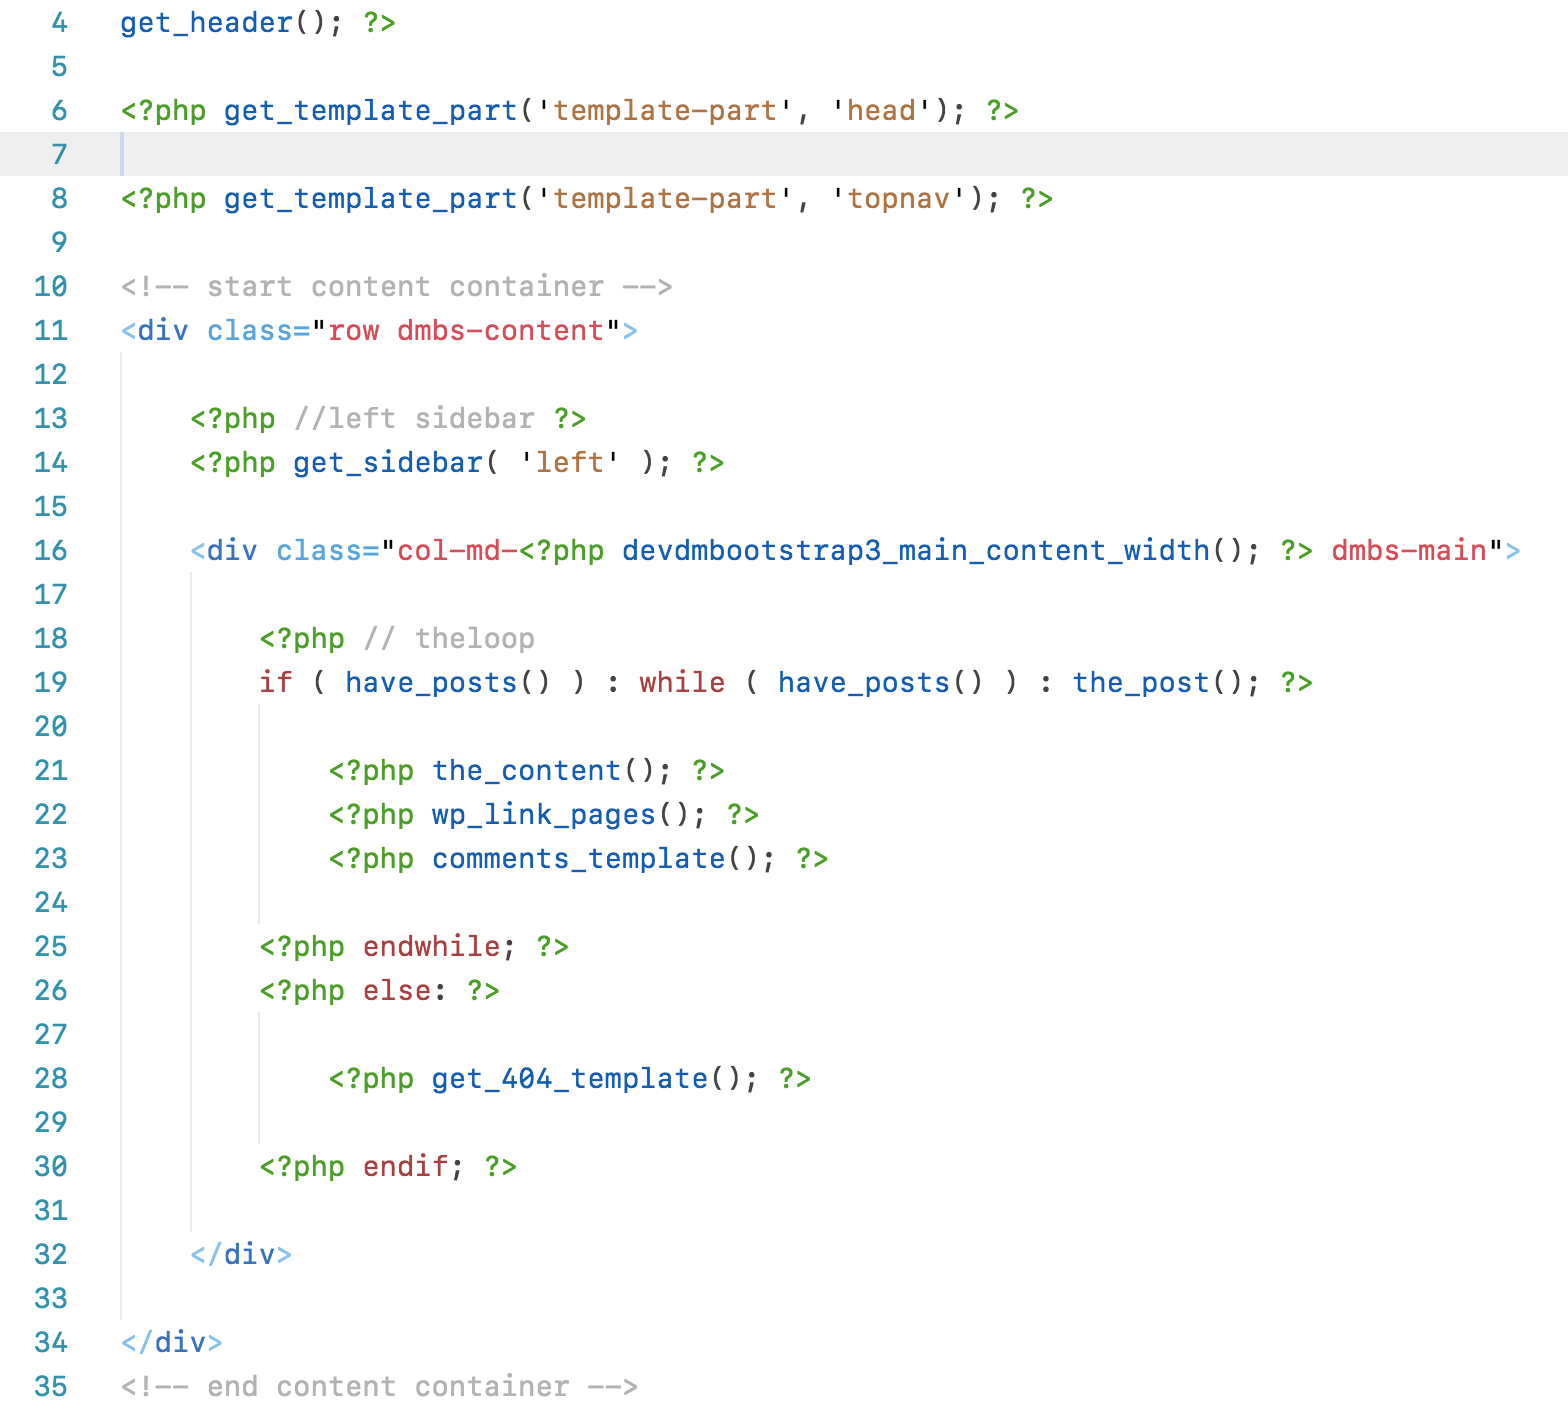 4 get_header(); ?>
5
6 <?php get_template_part('template-part', 'head'); ?>
7
8 <?php get_template_part('template-part', 'topnav'); ?>
9
10 <!-- start content container -->
11 <div class="row dmbs-content">
12
13 <?php //left sidebar ?>
14 <?php get_sidebar( 'left' ); ?>
15
16 <div class="col-md-<?php devdmbootstrap3_main_content_width(); ?> dmbs-main">
17
18 <?php // theloop
19 if ( have_posts() ) : while ( have_posts() ) : the_post(); ?>
20
21 <?php the_content(); ?>
22 <?php wp_link_pages(); ?>
23 <?php comments_template(); ?>
24
25 <?php endwhile; ?>
26 <?php else: ?>
27
28 <?php get_404_template(); ?>
29
30 <?php endif; ?>
31
32 </div>
33
34 </div>
35 <!-- end content container -->